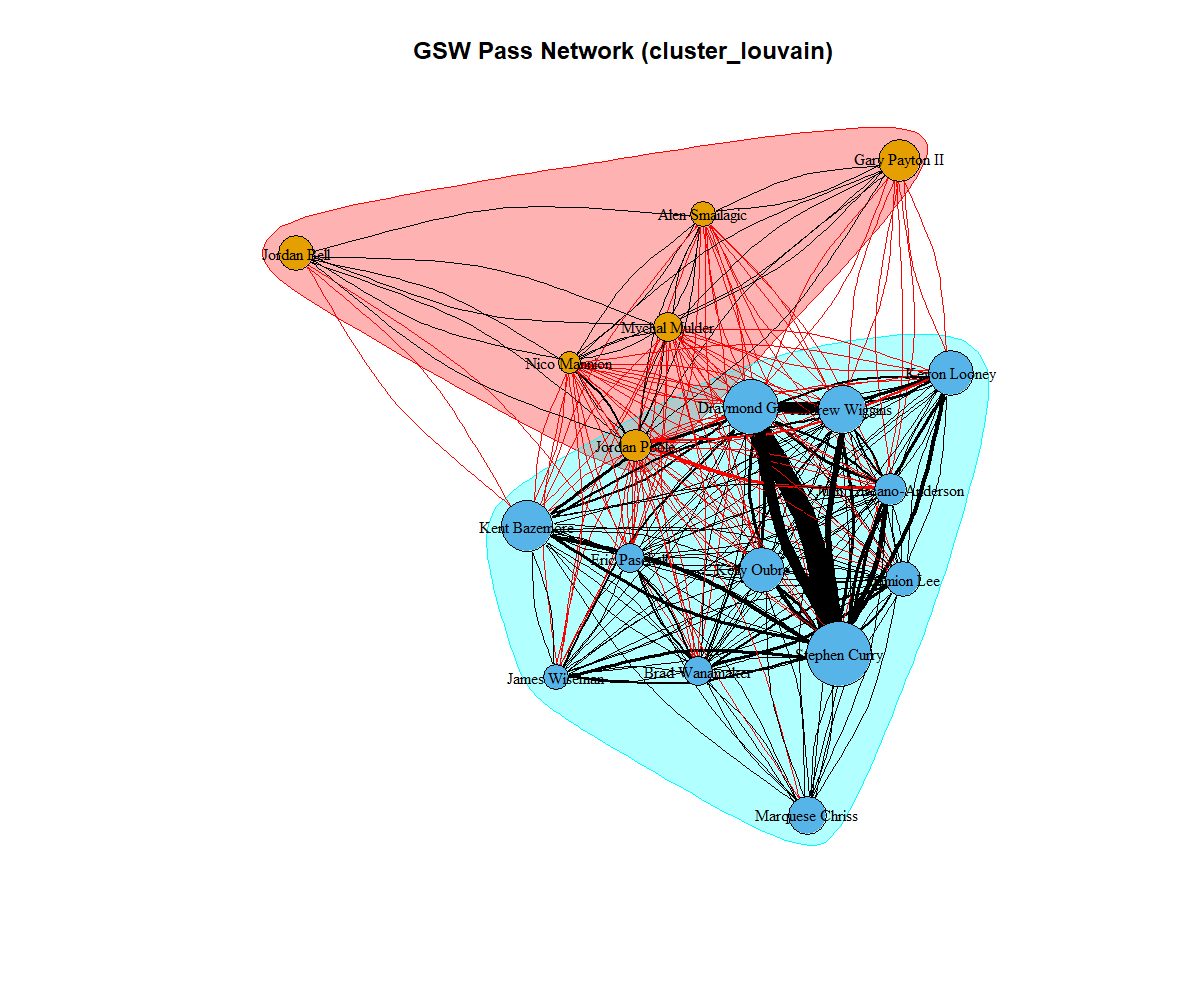 GSW Pass Network (cluster_louvain)
Gary Payton II
Alen Smailagic
Jordan Bell
Mychal Mulder
Nico Mannion
Kevon Looney
Draymond G
Andrew Wiggins
Jordan Poole
Toscano-Anderson
Kent Bazemore
Eric Paschall
Kelly Oubre
Damion Lee
Stephen Curry
James Wiseman
Brad Wanamaker
Marquese Chriss